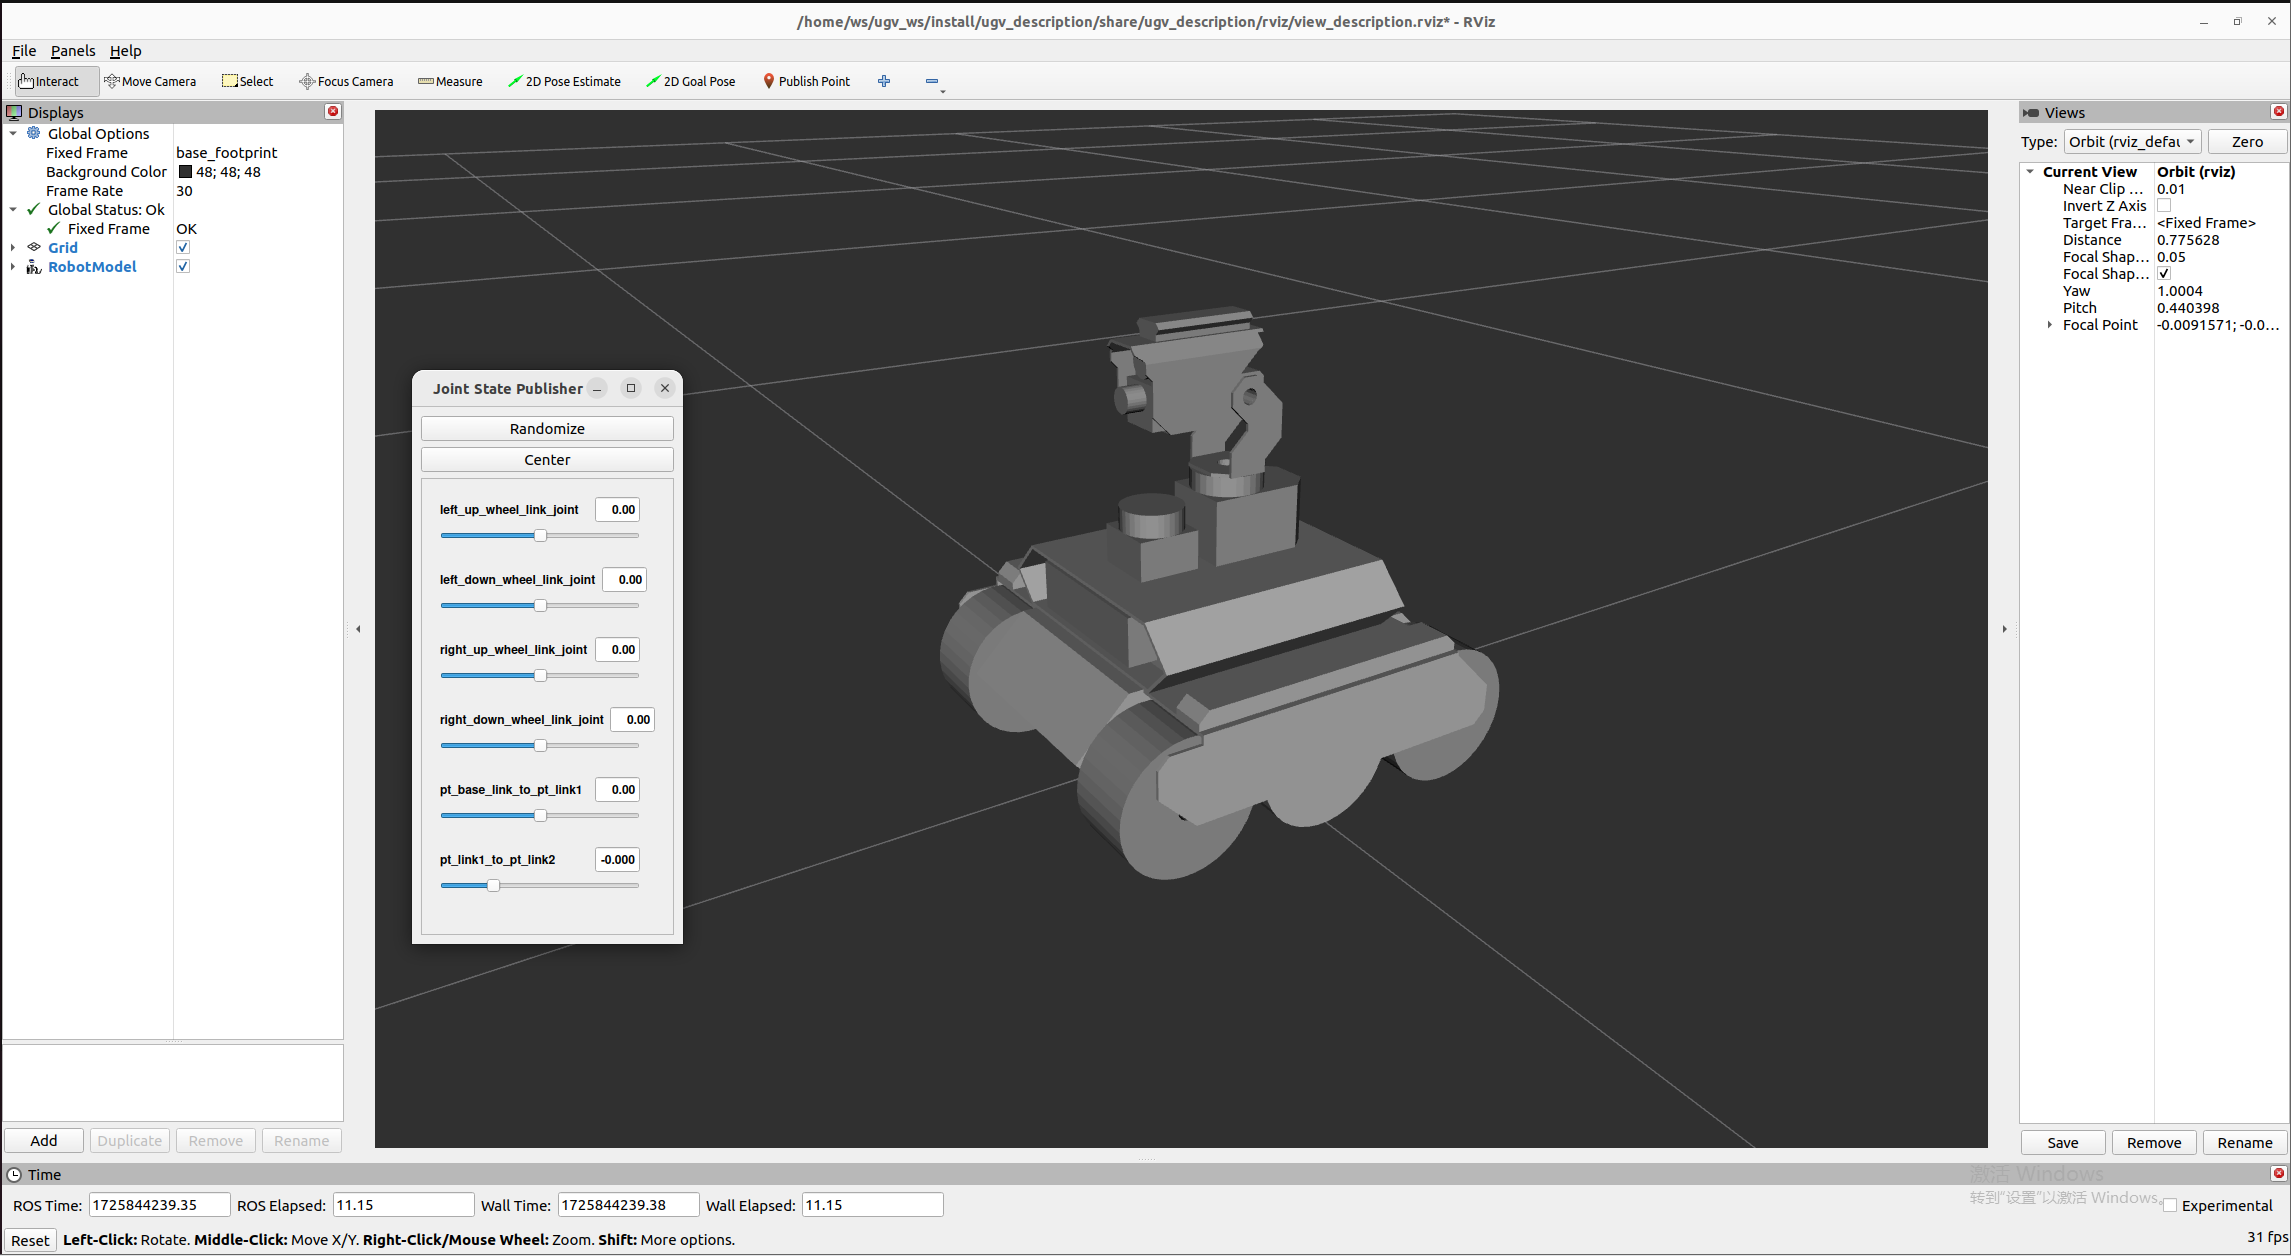 /home/ws/ugv_ws/install/ugv_description/share/ugv_description/rviz/view_description.rviz* - RViz
File Panels Help
Interact Move Camera Select Focus Camera Measure 2D Pose Estimate 2D Goal Pose Publish Point
Displays
Global Options
Fixed Frame base_footprint
Background Color 48; 48; 48
Frame Rate 30
Global Status: Ok
Fixed Frame OK
Grid
RobotModel
Add Duplicate Remove Rename
Joint State Publisher
Randomize
Center
left_up_wheel_link_joint 0.00
left_down_wheel_link_joint 0.00
right_up_wheel_link_joint 0.00
right_down_wheel_link_joint 0.00
pt_base_link_to_pt_link1 0.00
pt_link1_to_pt_link2 -0.000
Views
Type: Orbit (rviz_defau Zero
Current View Orbit (rviz)
Near Clip ... 0.01
Invert Z Axis
Target Fra... <Fixed Frame>
Distance 0.775628
Focal Shap... 0.05
Focal Shap...
Yaw 1.0004
Pitch 0.440398
Focal Point -0.0091571; -0.0...
Save Remove Rename
Time
激活 Windows
转到"设置"以激活 Windows。
ROS Time: 1725844239.35 ROS Elapsed: 11.15 Wall Time: 1725844239.38 Wall Elapsed: 11.15 Experimental
Reset Left-Click: Rotate. Middle-Click: Move X/Y. Right-Click/Mouse Wheel: Zoom. Shift: More options. 31 fps